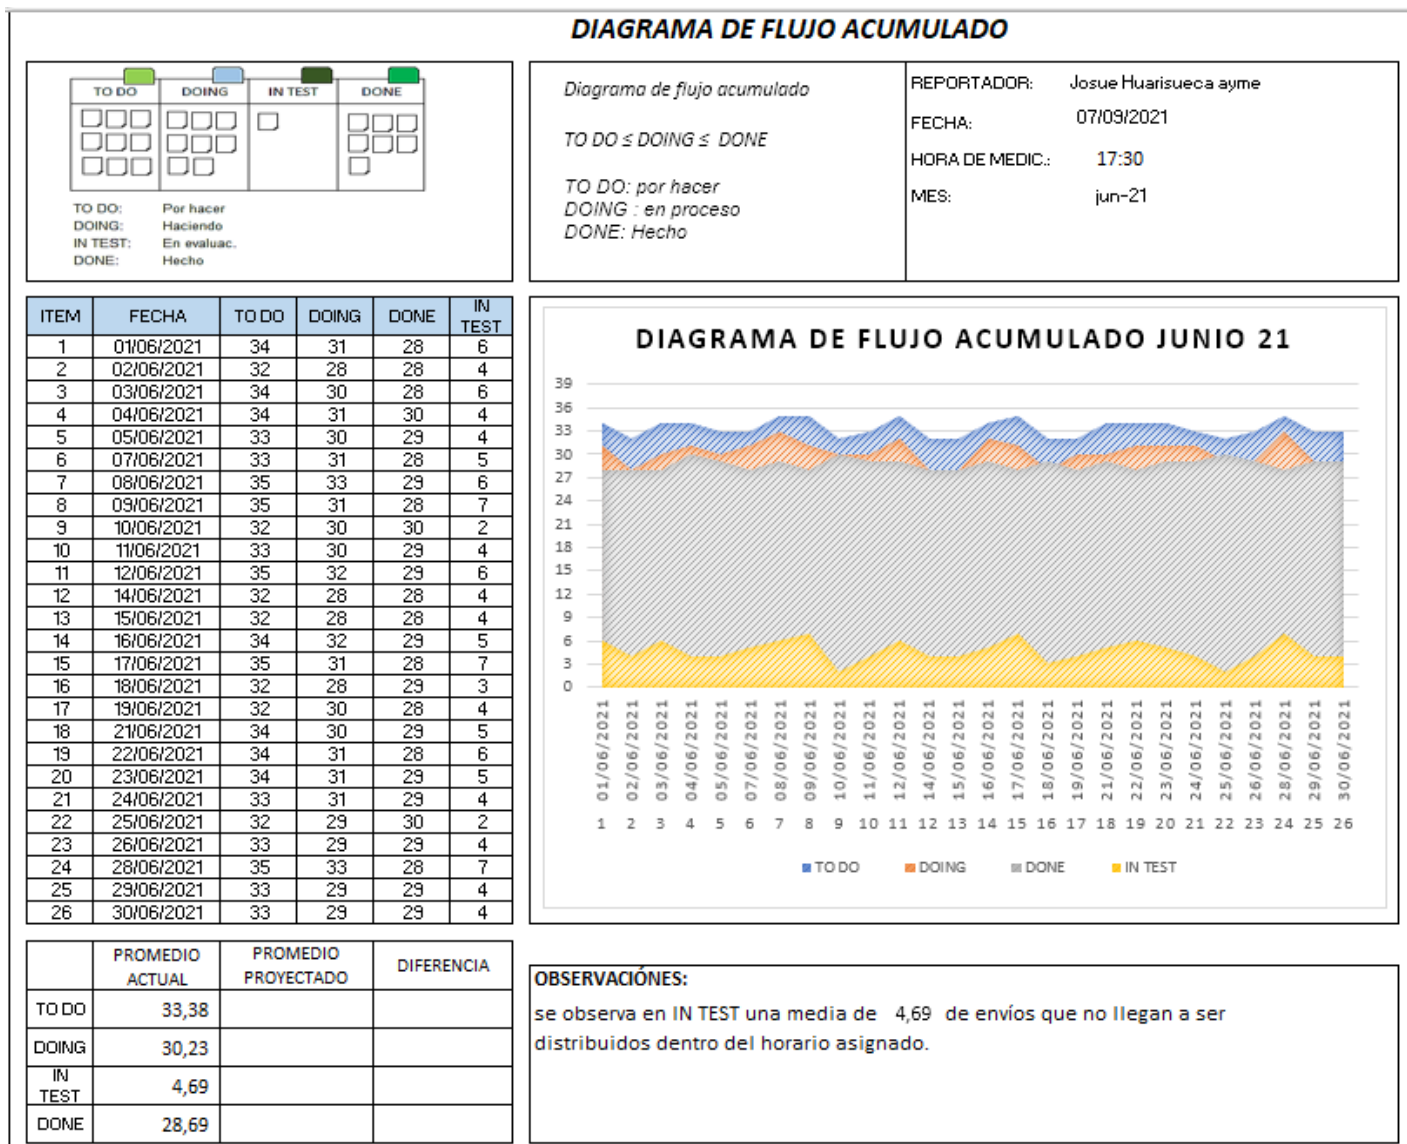 DIAGRAMA DE FLUJO ACUMULADO
TO DO DOING IN TEST DONE
TO DO: Por hacer
DOING: Haciendo
IN TEST: En evaluac.
DONE: Hecho
Diagrama de flujo acumulado
TO DO ≤ DOING ≤ DONE
TO DO: por hacer
DOING : en proceso
DONE: Hecho
REPORTADOR: Josue Huarisueca ayme
FECHA: 07/09/2021
HORA DE MEDIC.: 17:30
MES: jun-21
ITEM FECHA TO DO DOING DONE IN TEST
1 01/06/2021 34 31 28 6
2 02/06/2021 32 28 28 4
3 03/06/2021 34 30 28 6
4 04/06/2021 34 31 30 4
5 05/06/2021 33 30 29 4
6 07/06/2021 33 31 28 5
7 08/06/2021 35 33 29 6
8 09/06/2021 35 31 28 7
9 10/06/2021 32 30 30 2
10 11/06/2021 33 30 29 4
11 12/06/2021 35 32 29 6
12 14/06/2021 32 28 28 4
13 15/06/2021 32 28 28 4
14 16/06/2021 34 32 29 5
15 17/06/2021 35 31 28 7
16 18/06/2021 32 28 29 3
17 19/06/2021 32 30 28 4
18 21/06/2021 34 30 29 5
19 22/06/2021 34 31 28 6
20 23/06/2021 34 31 29 5
21 24/06/2021 33 31 29 4
22 25/06/2021 32 29 30 2
23 26/06/2021 33 29 29 4
24 28/06/2021 35 33 28 7
25 29/06/2021 33 29 29 4
26 30/06/2021 33 29 29 4
DIAGRAMA DE FLUJO ACUMULADO JUNIO 21
39
36
33
30
27
24
21
18
15
12
9
6
3
0
01/06/2021 02/06/2021 03/06/2021 04/06/2021 05/06/2021 07/06/2021 08/06/2021 09/06/2021 10/06/2021 11/06/2021 12/06/2021 14/06/2021 15/06/2021 16/06/2021 17/06/2021 18/06/2021 19/06/2021 21/06/2021 22/06/2021 23/06/2021 24/06/2021 25/06/2021 26/06/2021 28/06/2021 29/06/2021 30/06/2021
1 2 3 4 5 6 7 8 9 10 11 12 13 14 15 16 17 18 19 20 21 22 23 24 25 26
TO DO DOING DONE IN TEST
PROMEDIO ACTUAL PROMEDIO PROYECTADO DIFERENCIA
TO DO 33,38
DOING 30,23
IN TEST 4,69
DONE 28,69
OBSERVACIÓNES:
se observa en IN TEST una media de 4,69 de envíos que no llegan a ser
distribuidos dentro del horario asignado.